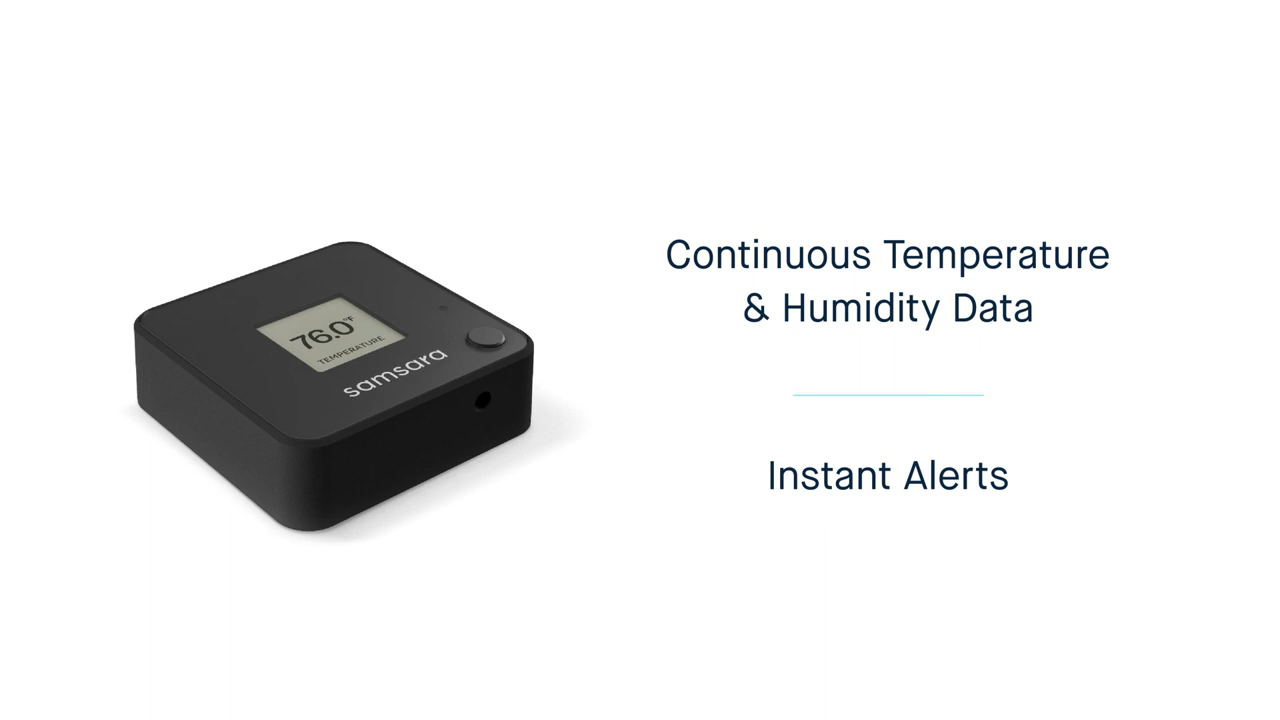 76.0°F
TEMPERATURE
samsara
Continuous Temperature
& Humidity Data
Instant Alerts